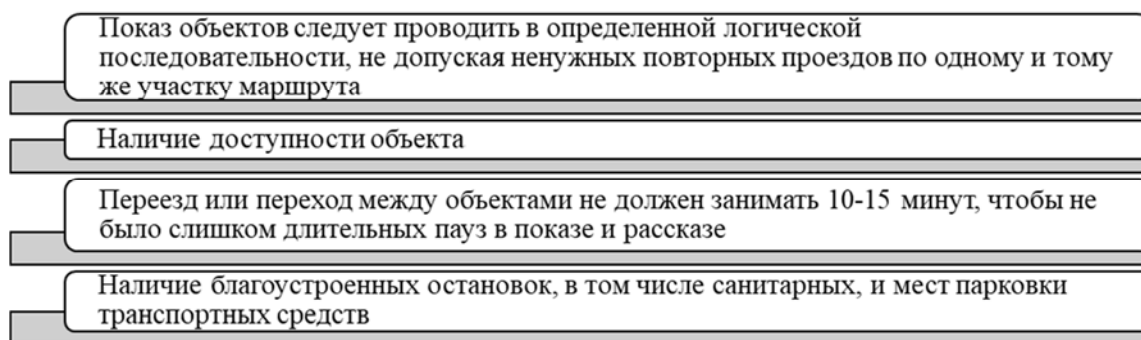 Показ объектов следует проводить в определенной логической
последовательности, не допуская ненужных повторных проездов по одному и тому
же участку маршрута
Наличие доступности объекта
Переезд или переход между объектами не должен занимать 10-15 минут, чтобы не
было слишком длительных пауз в показе и рассказе
Наличие благоустроенных остановок, в том числе санитарных, и мест парковки
транспортных средств